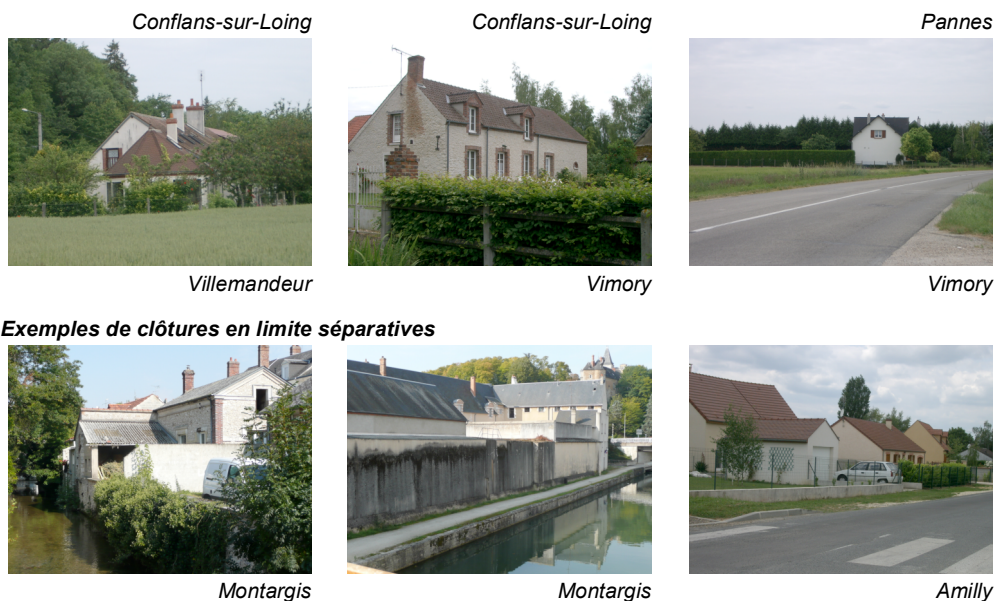 Conflans-sur-Loing
Conflans-sur-Loing
Pannes
Villemandeur
Vimory
Vimory
Exemples de clôtures en limite séparatives
Montargis
Montargis
Amilly